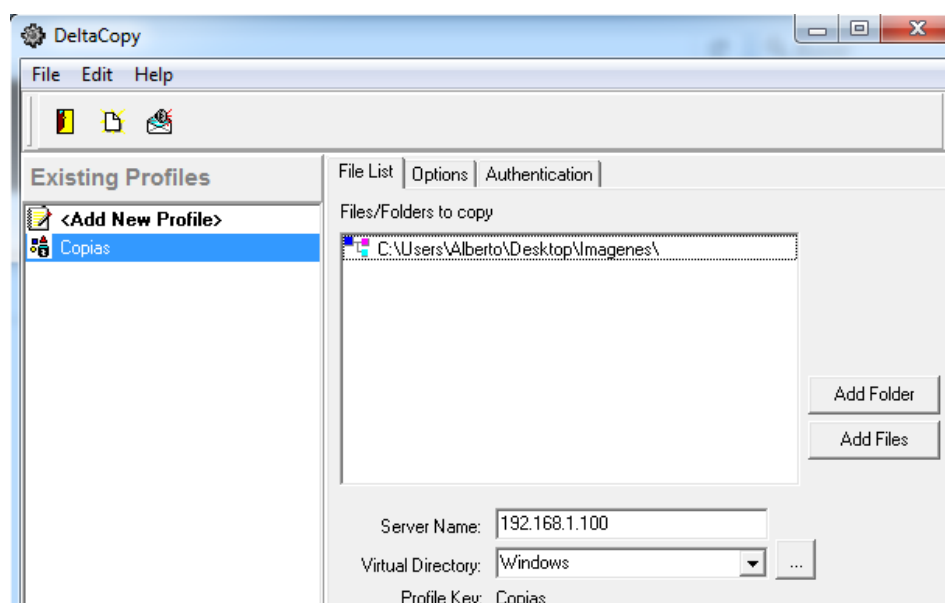 DeltaCopy
File Edit Help
Existing Profiles
<Add New Profile>
Copias
File List Options Authentication
Files/Folders to copy
C:\Users\Alberto\Desktop\Imagenes\
Add Folder
Add Files
Server Name: 192.168.1.100
Virtual Directory: Windows ...
Profile Key: Copias